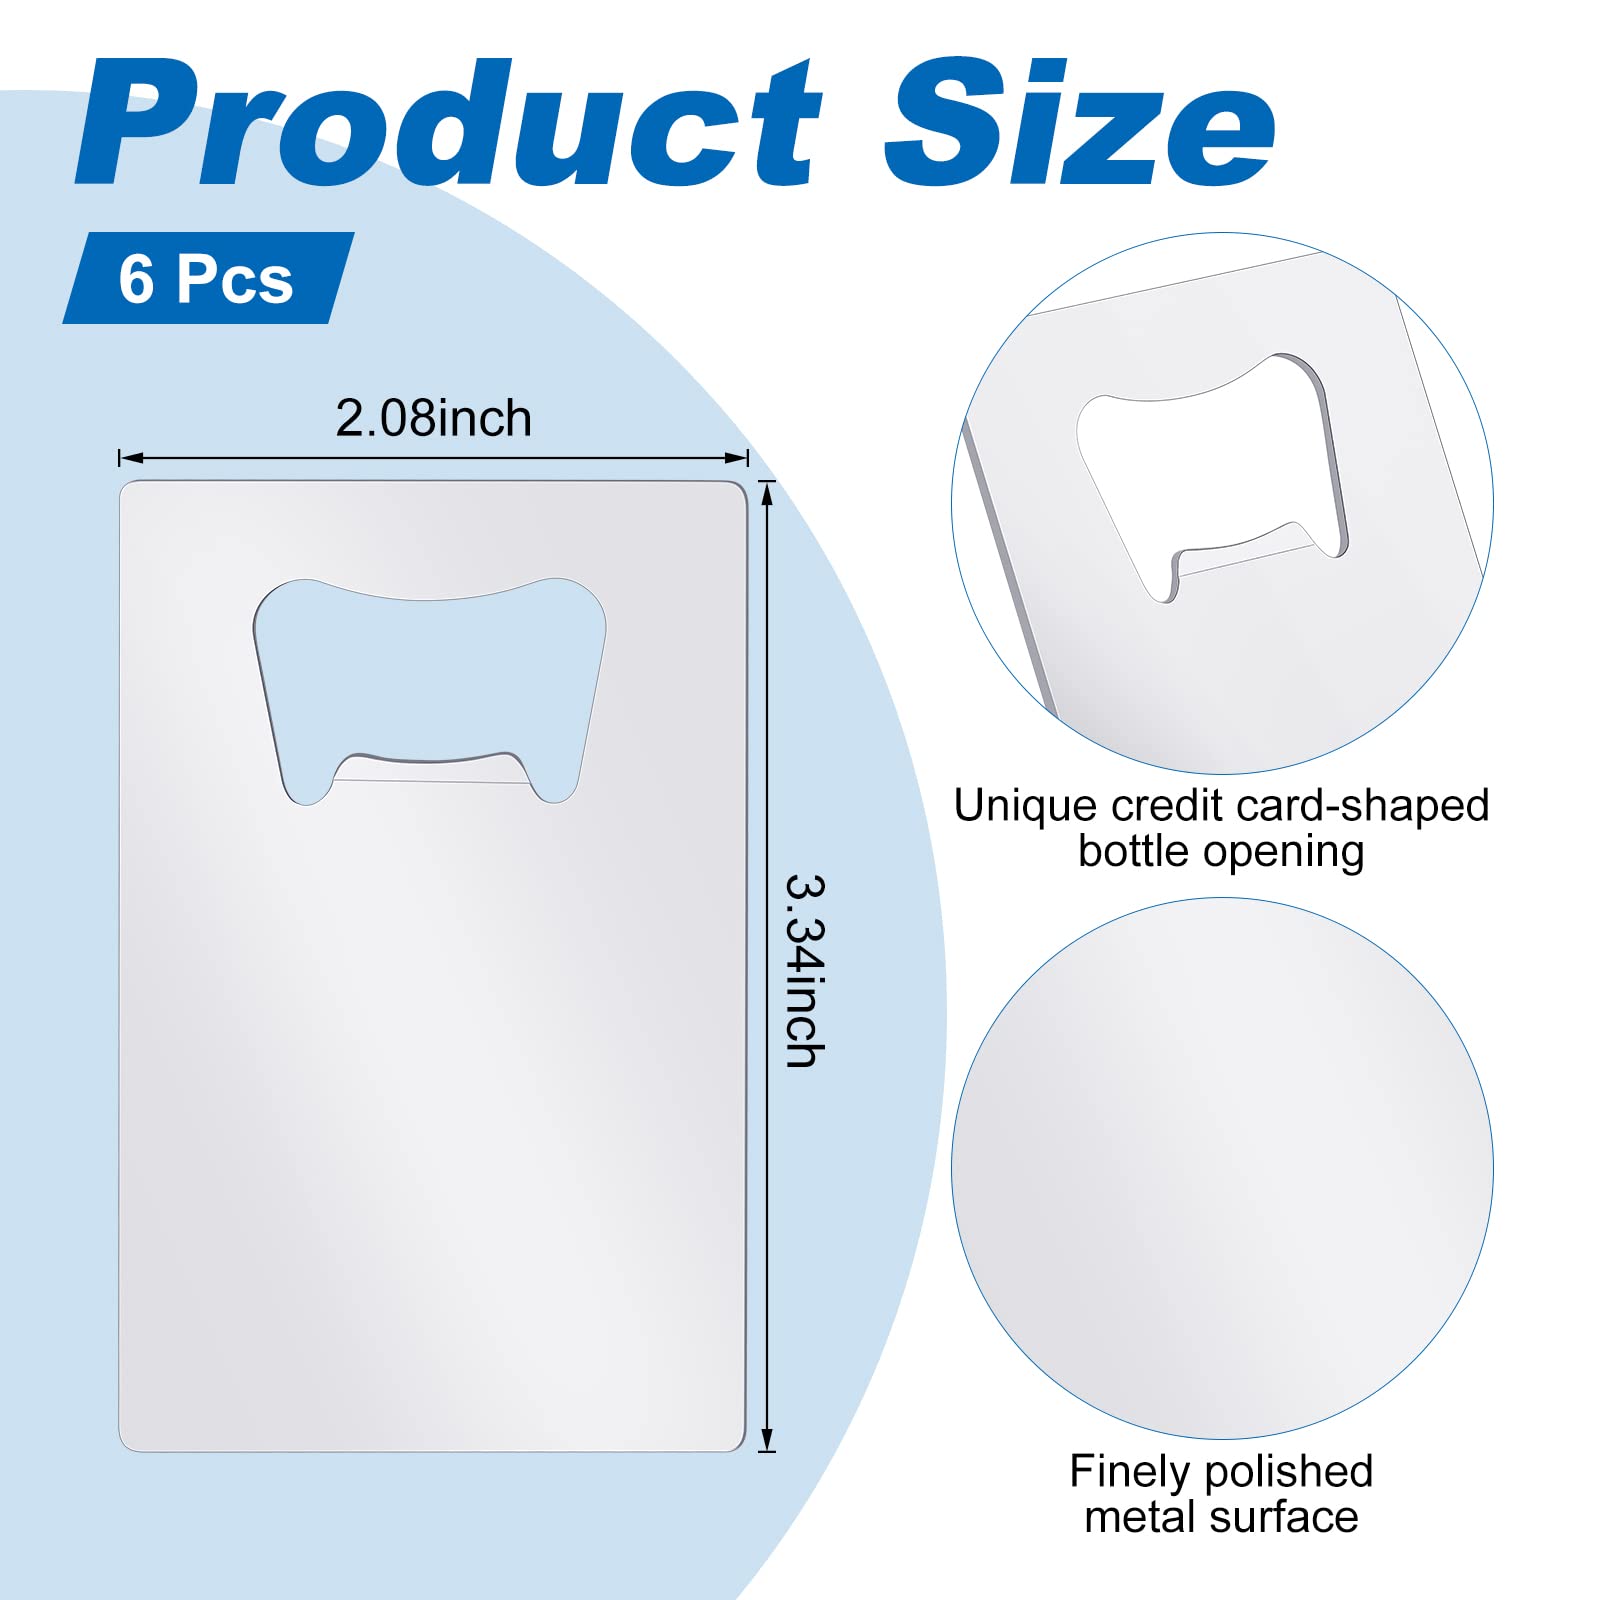 Product Size
6 Pcs
2.08inch
3.34inch
Unique credit card-shaped
bottle opening
Finely polished
metal surface